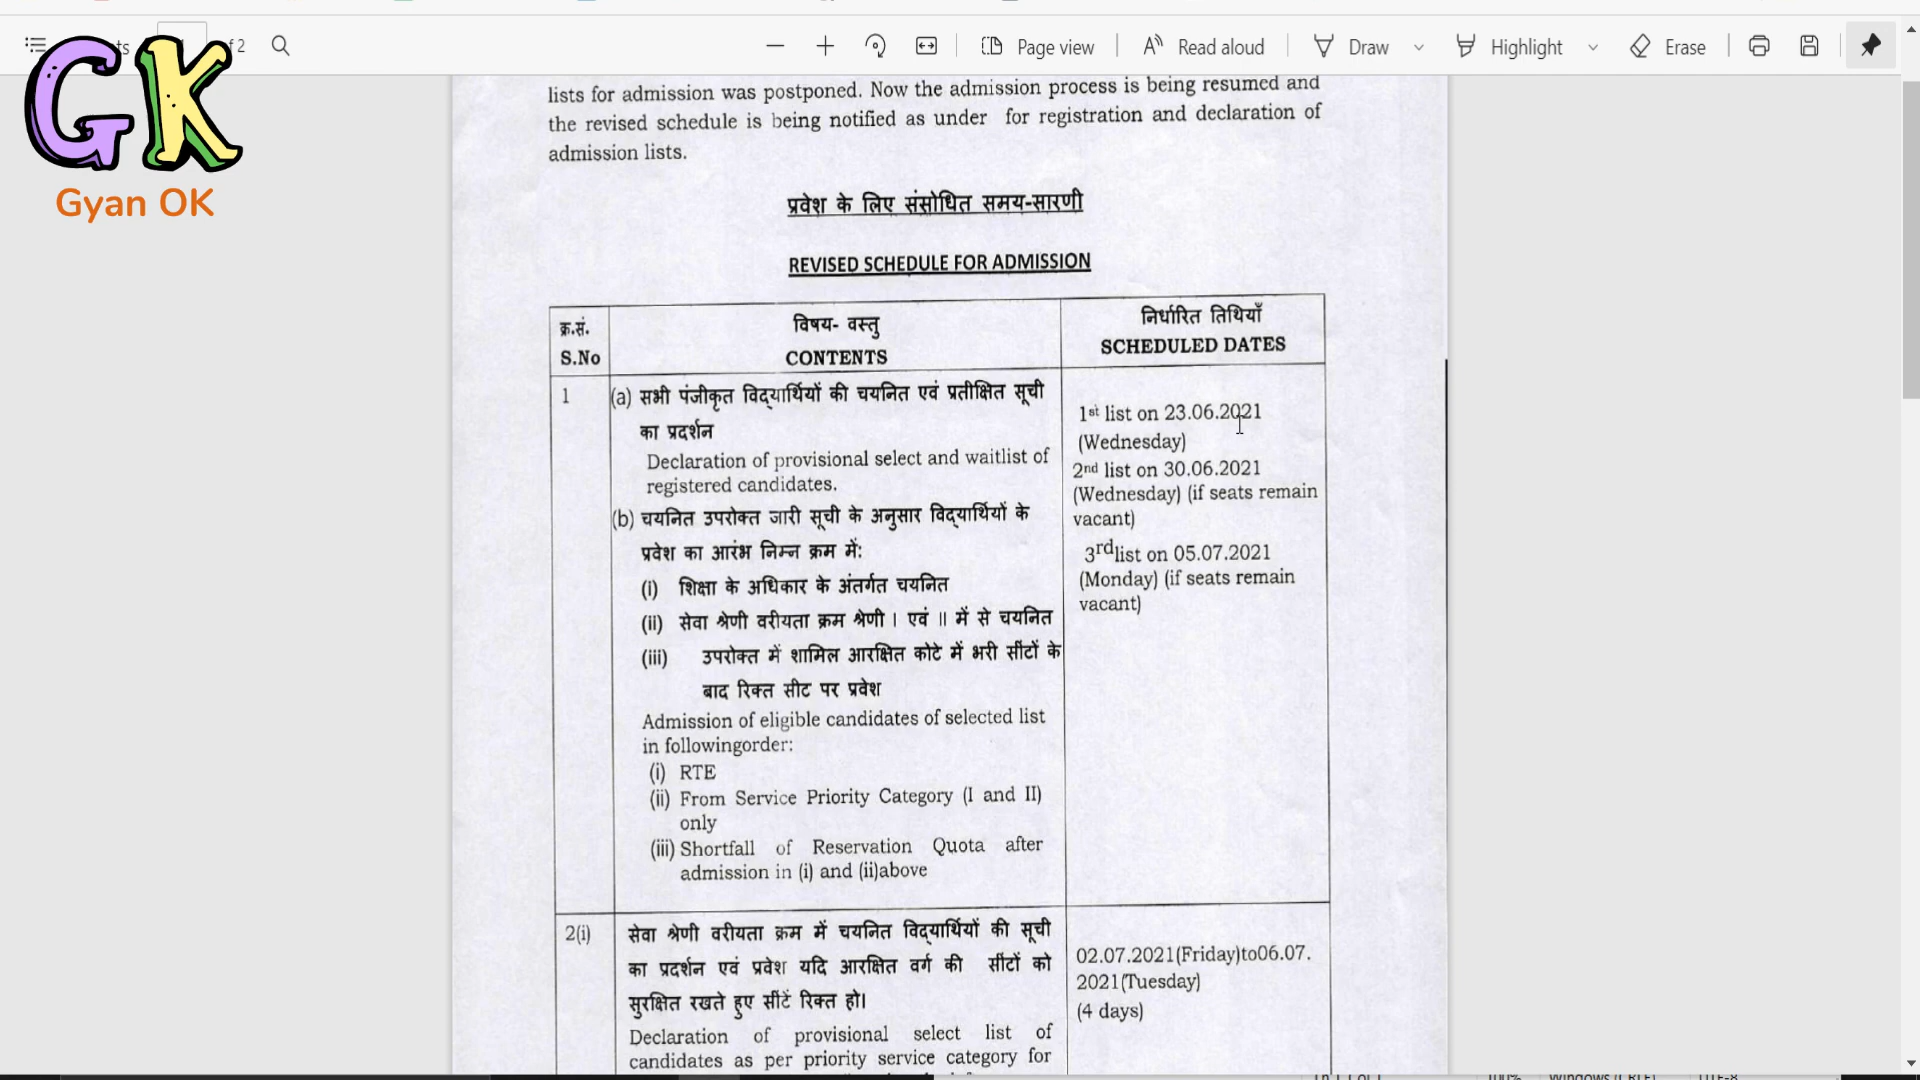 of 2
Page view
Read aloud
Draw
Highlight
Erase
GK
Gyan OK
lists for admission was postponed. Now the admission process is being resumed and
the revised schedule is being notified as under for registration and declaration of
admission lists.
प्रवेश के लिए संसोधित समय-सारणी
REVISED SCHEDULE FOR ADMISSION
क्र.सं.
S.No
विषय- वस्तु
CONTENTS
निर्धारित तिथियाँ
SCHEDULED DATES
1
(a) सभी पंजीकृत विद्यार्थियों की चयनित एवं प्रतीक्षित सूची
का प्रदर्शन
Declaration of provisional select and waitlist of
registered candidates.
(b) चयनित उपरोक्त जारी सूची के अनुसार विद्यार्थियों के
प्रवेश का आरंभ निम्न क्रम में:
(i) शिक्षा के अधिकार के अंतर्गत चयनित
(ii) सेवा श्रेणी वरीयता क्रम श्रेणी I एवं II में से चयनित
(iii) उपरोक्त में शामिल आरक्षित कोटे में भरी सींटों के
बाद रिक्त सीट पर प्रवेश
Admission of eligible candidates of selected list
in followingorder:
(i) RTE
(ii) From Service Priority Category (I and II)
only
(iii) Shortfall of Reservation Quota after
admission in (i) and (ii)above
1st list on 23.06.2021
(Wednesday)
2nd list on 30.06.2021
(Wednesday) (if seats remain
vacant)
3rdlist on 05.07.2021
(Monday) (if seats remain
vacant)
2(i)
सेवा श्रेणी वरीयता क्रम में चयनित विद्यार्थियों की सूची
का प्रदर्शन एवं प्रवेश यदि आरक्षित वर्ग की सींटों को
सुरक्षित रखते हुए सींटें रिक्त हो।
Declaration of provisional select list of
candidates as per priority service category for
02.07.2021(Friday)to06.07.
2021(Tuesday)
(4 days)